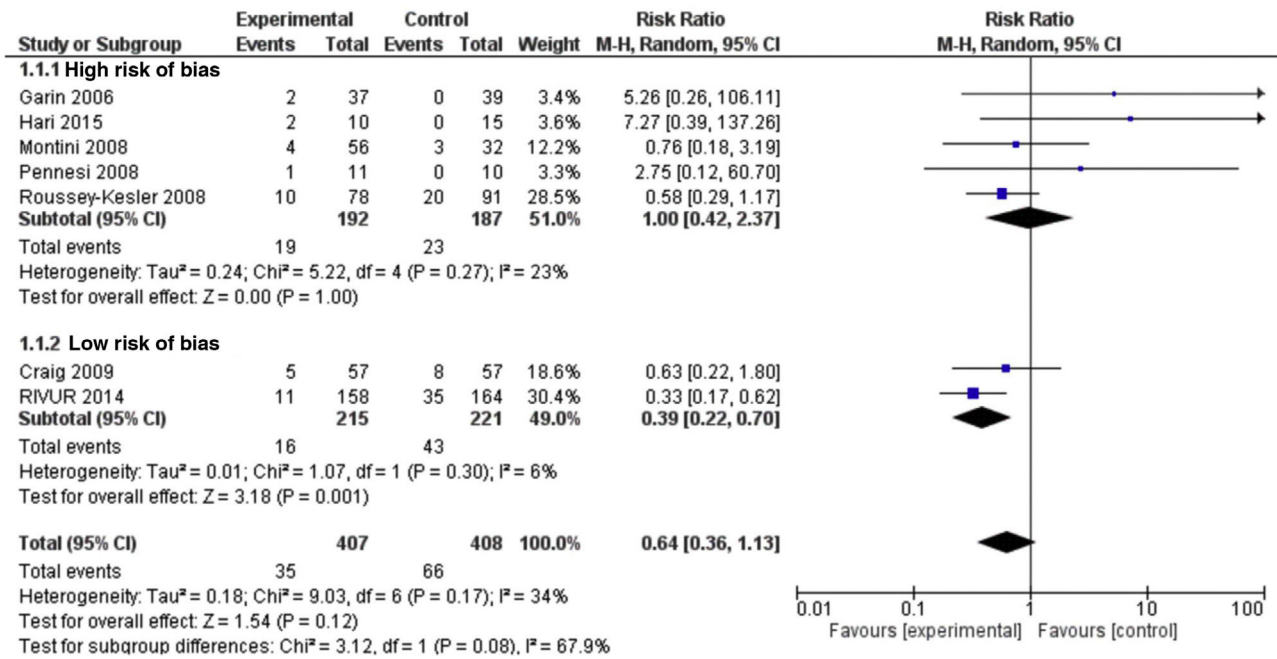 Experimental Control Risk Ratio Risk Ratio
Study or Subgroup Events Total Events Total Weight M-H, Random, 95% CI M-H, Random, 95% CI
1.1.1 High risk of bias
Garin 2006 2 37 0 39 3.4% 5.26 [0.26, 106.11]
Hari 2015 2 10 0 15 3.6% 7.27 [0.39, 137.26]
Montini 2008 4 56 3 32 12.2% 0.76 [0.18, 3.19]
Pennesi 2008 1 11 0 10 3.3% 2.75 [0.12, 60.70]
Roussey-Kesler 2008 10 78 20 91 28.5% 0.58 [0.29, 1.17]
Subtotal (95% CI) 192 187 51.0% 1.00 [0.42, 2.37]
Total events 19 23
Heterogeneity: Tau² = 0.24; Chi² = 5.22, df = 4 (P = 0.27); I² = 23%
Test for overall effect: Z = 0.00 (P = 1.00)
1.1.2 Low risk of bias
Craig 2009 5 57 8 57 18.6% 0.63 [0.22, 1.80]
RIVUR 2014 11 158 35 164 30.4% 0.33 [0.17, 0.62]
Subtotal (95% CI) 215 221 49.0% 0.39 [0.22, 0.70]
Total events 16 43
Heterogeneity: Tau² = 0.01; Chi² = 1.07, df = 1 (P = 0.30); I² = 6%
Test for overall effect: Z = 3.18 (P = 0.001)
Total (95% CI) 407 408 100.0% 0.64 [0.36, 1.13]
Total events 35 66
Heterogeneity: Tau² = 0.18; Chi² = 9.03, df = 6 (P = 0.17); I² = 34%
Test for overall effect: Z = 1.54 (P = 0.12)
Test for subgroup differences: Chi² = 3.12, df = 1 (P = 0.08), I² = 67.9%
0.01 0.1 1 10 100
Favours [experimental] Favours [control]